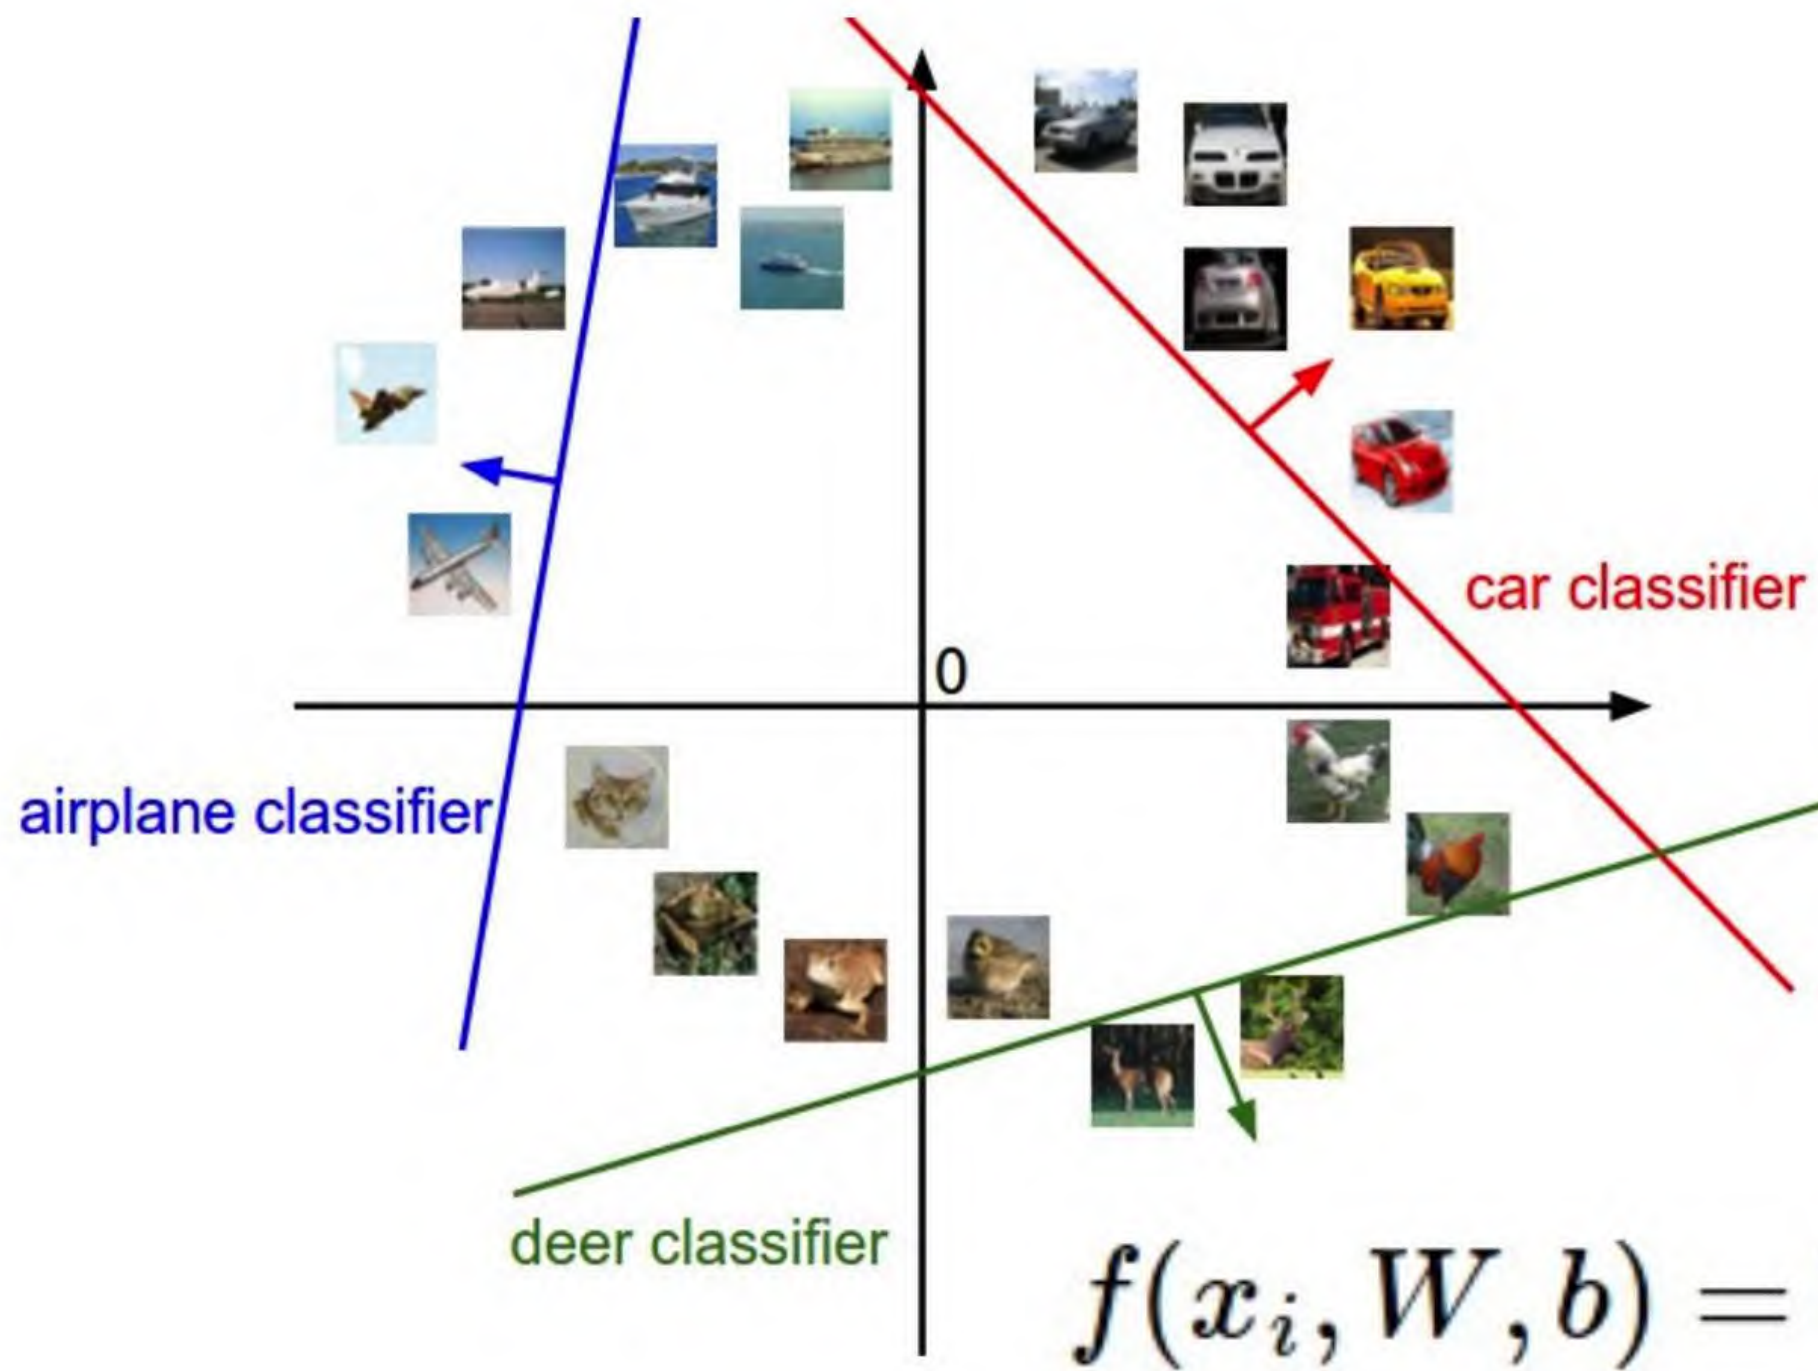 0
car classifier
airplane classifier
deer classifier
f(x_i, W, b) =